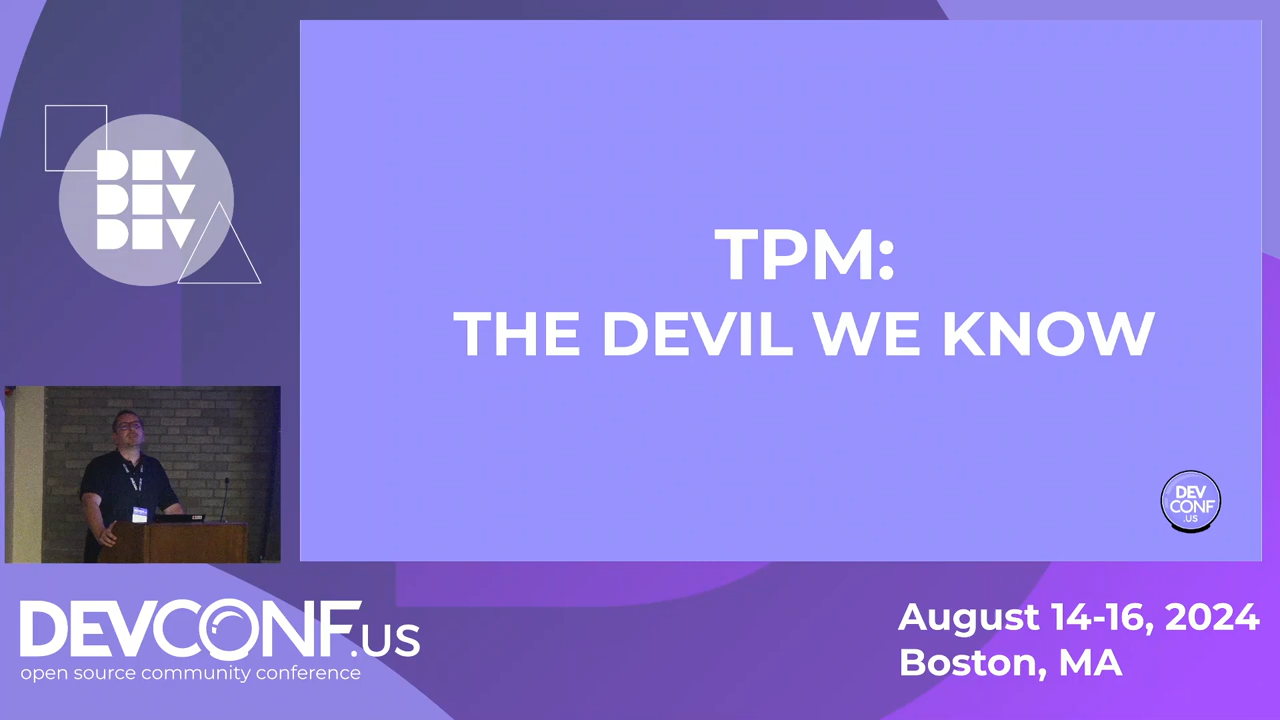 DEV
DEV
DEV
TPM:
THE DEVIL WE KNOW
DEV
CONF
.US
DEVCONF.US
open source community conference
August 14-16, 2024
Boston, MA